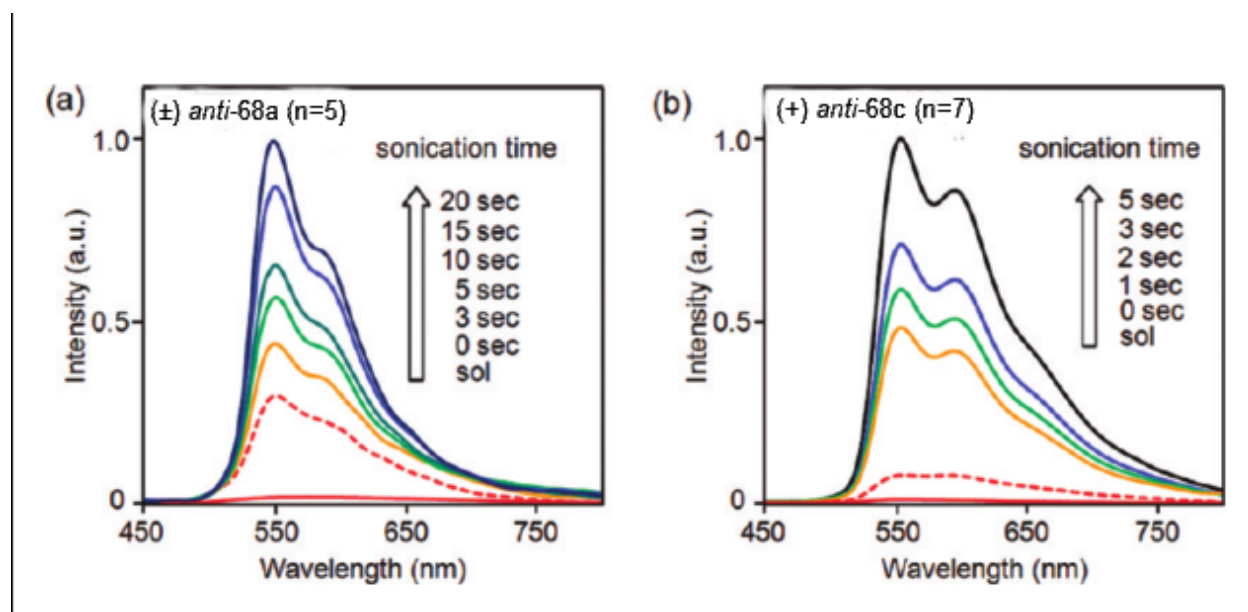 (a)
(±) anti-68a (n=5)
sonication time
20 sec
15 sec
10 sec
5 sec
3 sec
0 sec
sol
1.0
0.5
0
Intensity (a.u.)
450
550
650
750
Wavelength (nm)
(b)
(+) anti-68c (n=7)
sonication time
5 sec
3 sec
2 sec
1 sec
0 sec
sol
1.0
0.5
0
Intensity (a.u.)
450
550
650
750
Wavelength (nm)